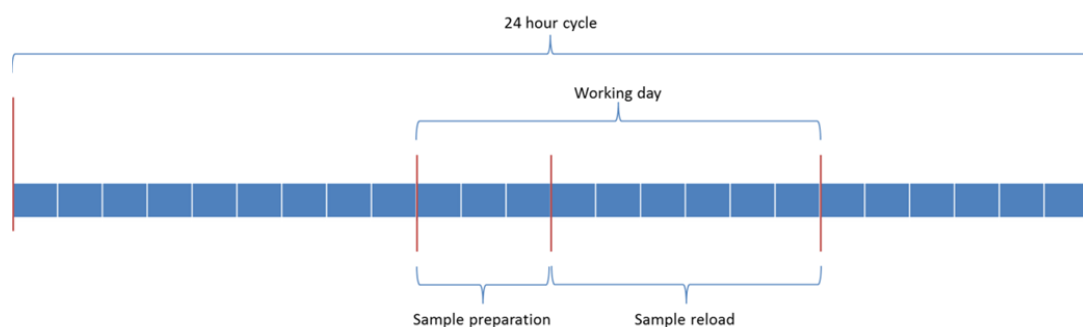 24 hour cycle
Working day
Sample preparation
Sample reload